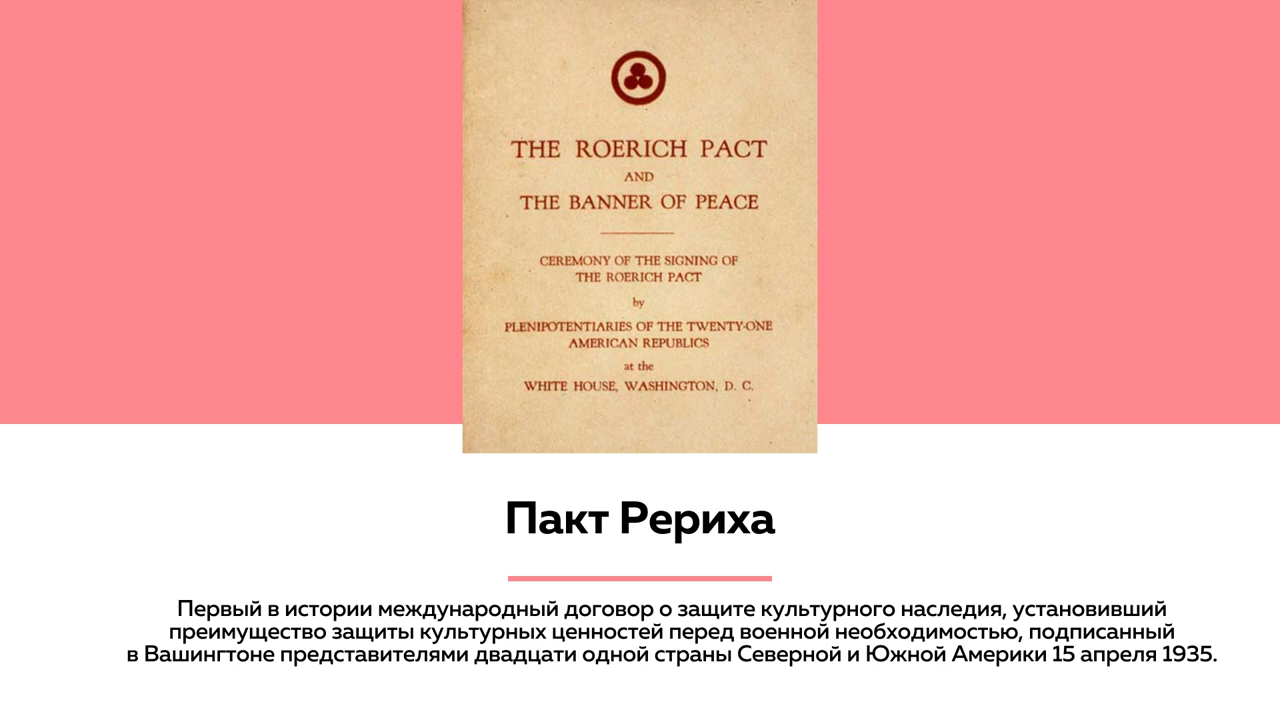 THE ROERICH PACT
AND
THE BANNER OF PEACE
CEREMONY OF THE SIGNING OF
THE ROERICH PACT
by
PLENIPOTENTIARIES OF THE TWENTY-ONE
AMERICAN REPUBLICS
at the
WHITE HOUSE, WASHINGTON, D. C.
Пакт Рериха
Первый в истории международный договор о защите культурного наследия, установивший
преимущество защиты культурных ценностей перед военной необходимостью, подписанный
в Вашингтоне представителями двадцати одной страны Северной и Южной Америки 15 апреля 1935.